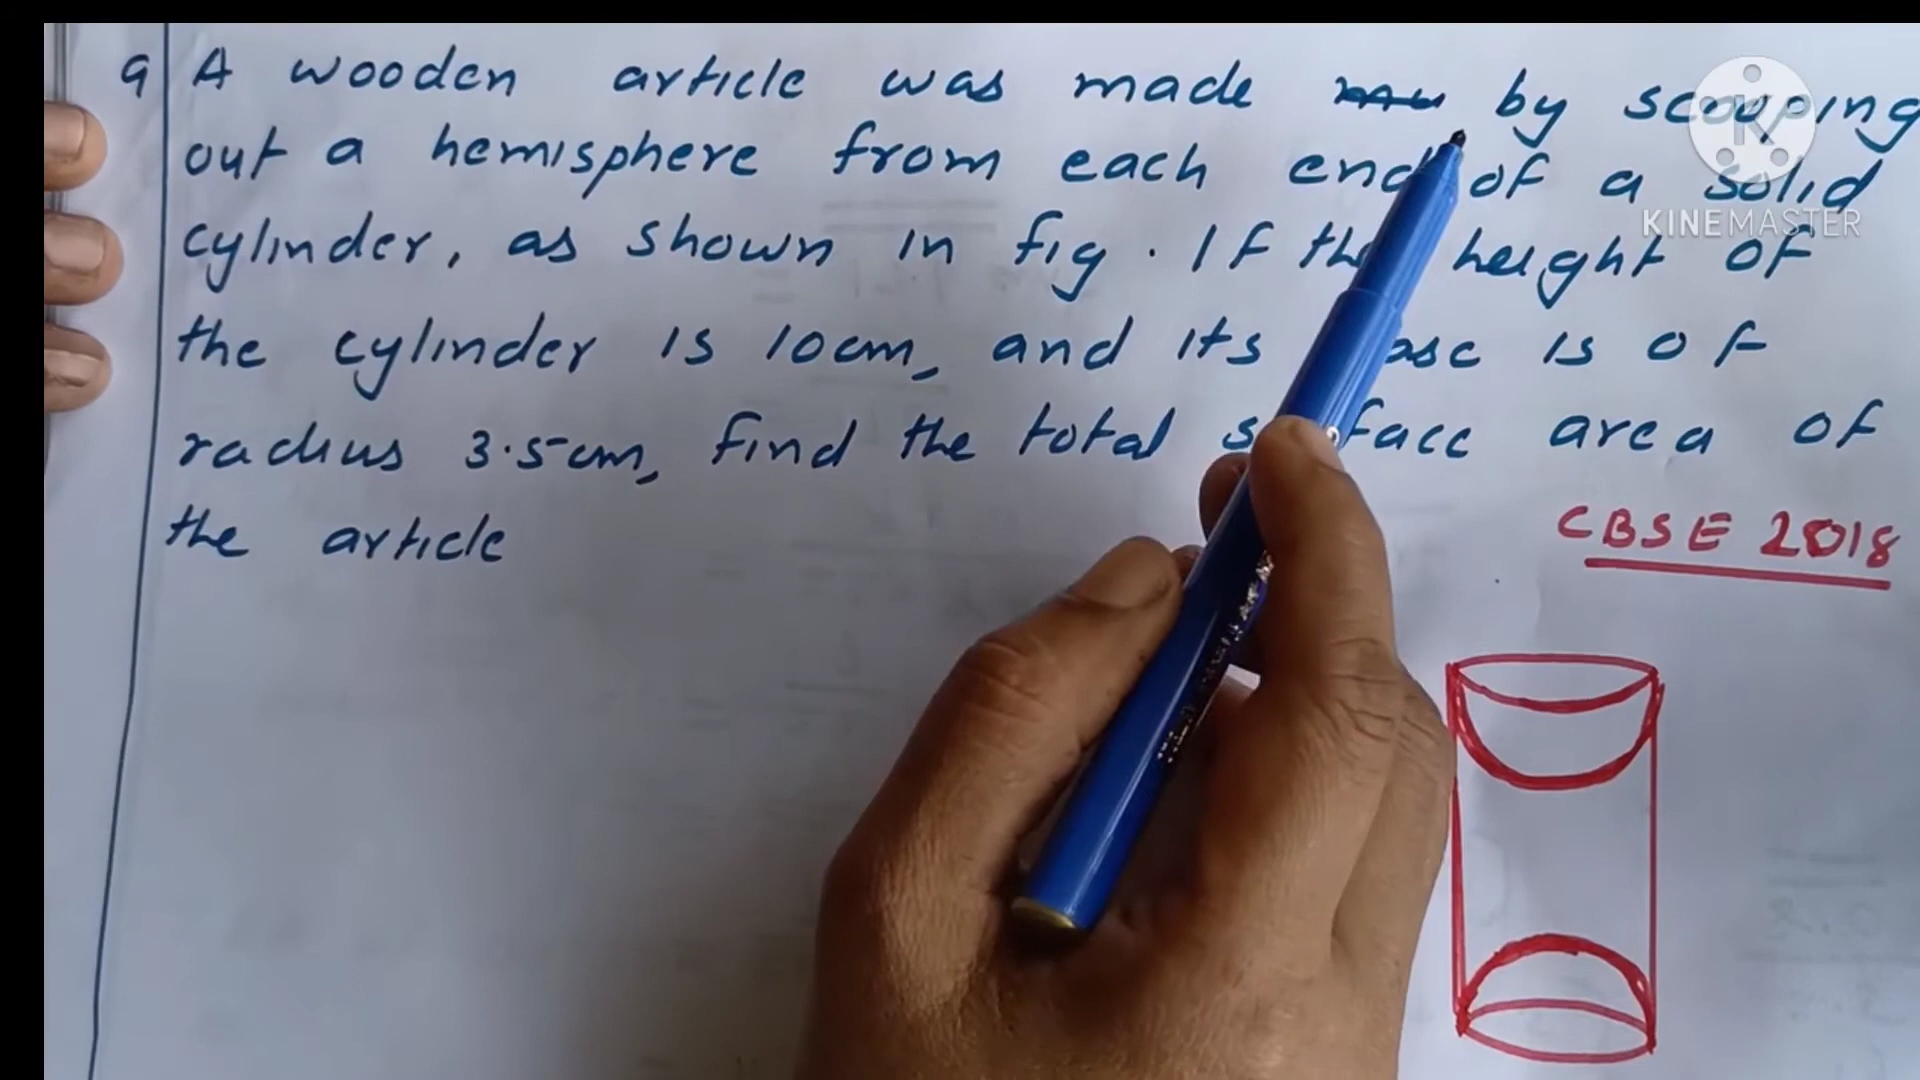 9 A wooden article was made by scooping
out a hemisphere from each end of a solid
cylinder, as shown in fig. If the height of
the cylinder is 10cm, and its base is of
radius 3.5cm, find the total surface area of
the article
CBSE 2018
K
KINEMASTER